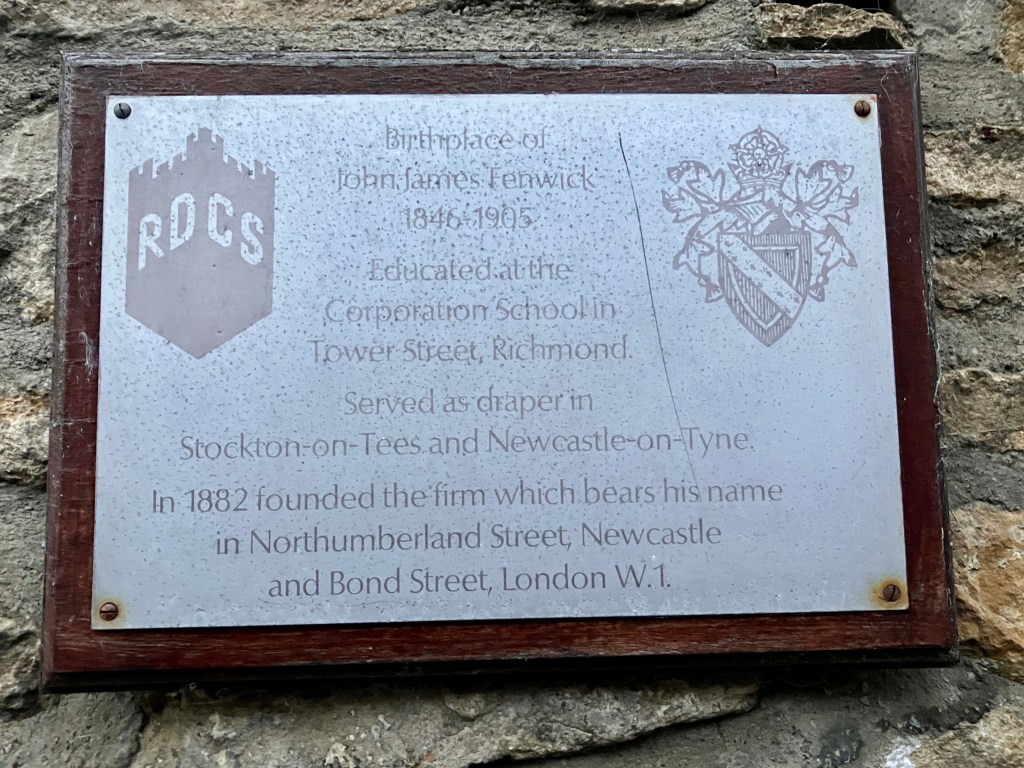 RDCS
Birthplace of
John James Fenwick
1846-1905.
Educated at the
Corporation School in
Tower Street, Richmond.
Served as draper in
Stockton-on-Tees and Newcastle-on-Tyne.
In 1882 founded the firm which bears his name
in Northumberland Street, Newcastle
and Bond Street, London W.1.